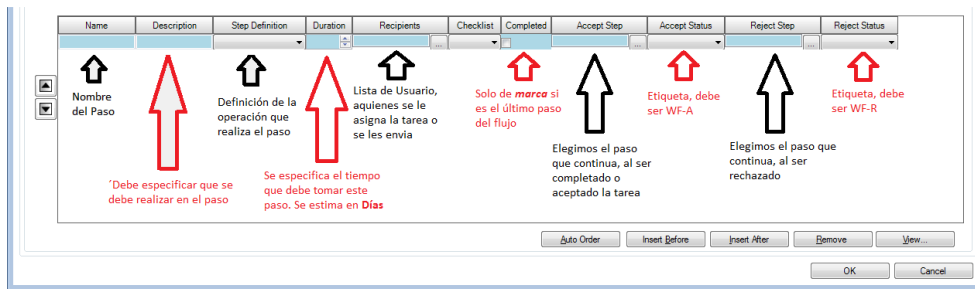 Name Description Step Definition Duration Recipients Checklist Completed Accept Step Accept Status Reject Step Reject Status
... ... ...
Nombre
del Paso
´Debe especificar que se
debe realizar en el paso
Definición de la
operación que
realiza el paso
Se especifica el tiempo
que debe tomar este
paso. Se estima en Días
Lista de Usuario,
aquienes se le
asigna la tarea o
se les envia
Solo de marca si
es el último paso
del flujo
Elegimos el paso
que continua, al ser
completado o
aceptado la tarea
Etiqueta, debe
ser WF-A
Elegimos el paso que
continua, al ser
rechazado
Etiqueta, debe
ser WF-R
Auto Order Insert Before Insert After Remove View...
OK Cancel